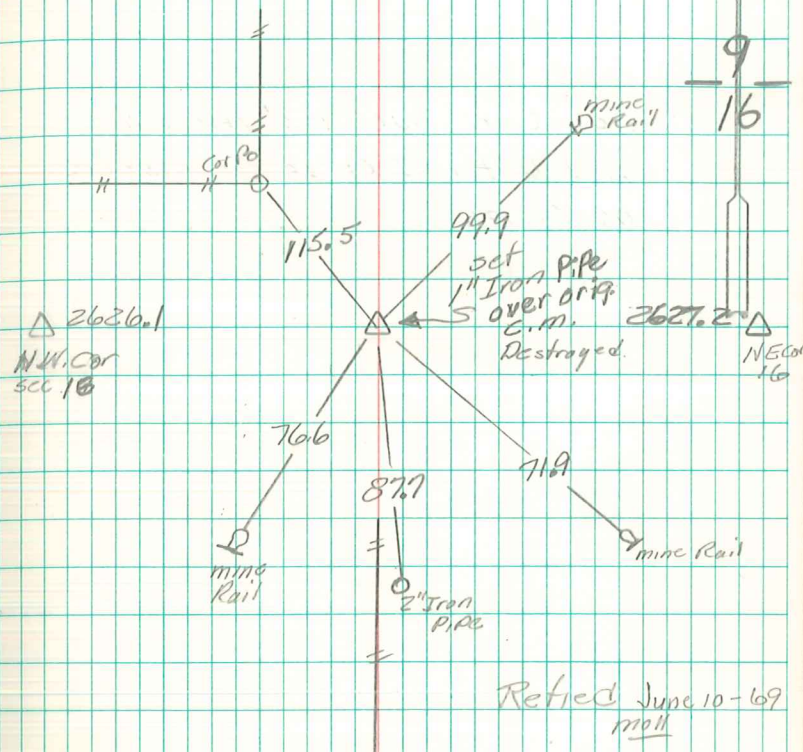 9
16
mine
Rail
Cor Po
115.5
99.9
set
1" Iron Pipe
over orig.
C.M.
Destroyed.
2626.1
N.W. Cor
sec. 16
2627.2
NE Cor
16
76.6
87.7
71.9
mine
Rail
2" Iron
Pipe
mine Rail
Retied June 10-69
moll